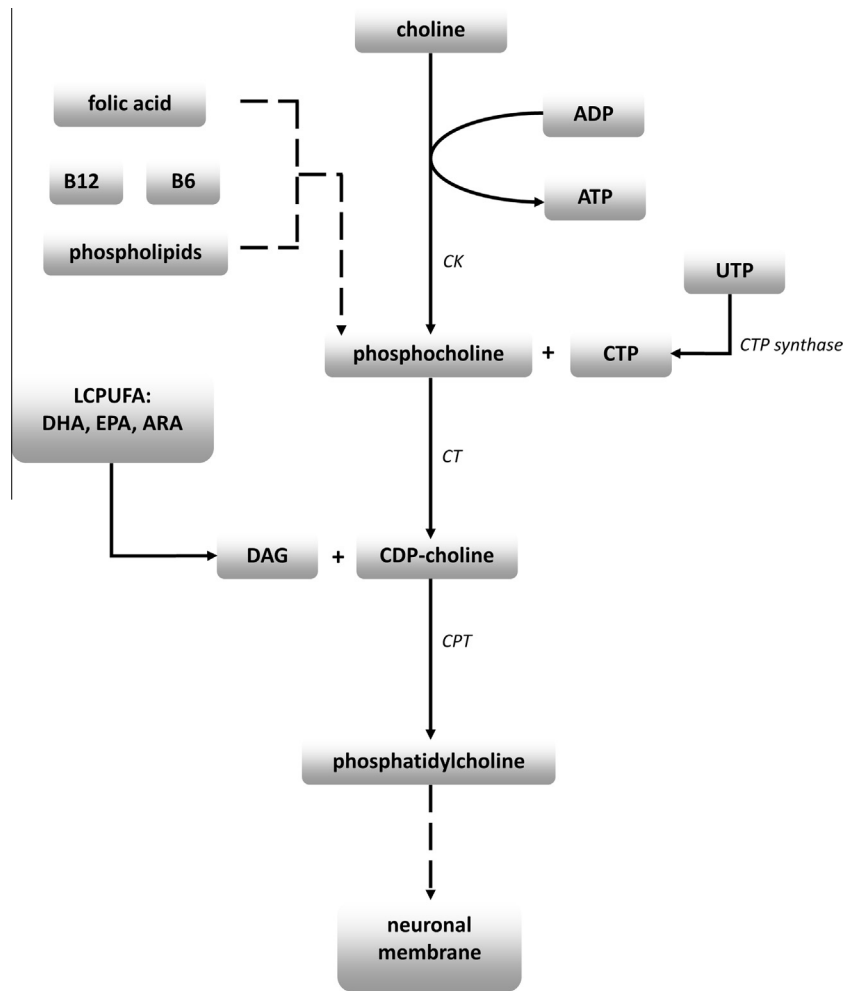 choline
folic acid
ADP
B12
B6
ATP
phospholipids
CK
UTP
CTP synthase
phosphocholine
+
CTP
LCPUFA:
DHA, EPA, ARA
CT
DAG
+
CDP-choline
CPT
phosphatidylcholine
neuronal
membrane